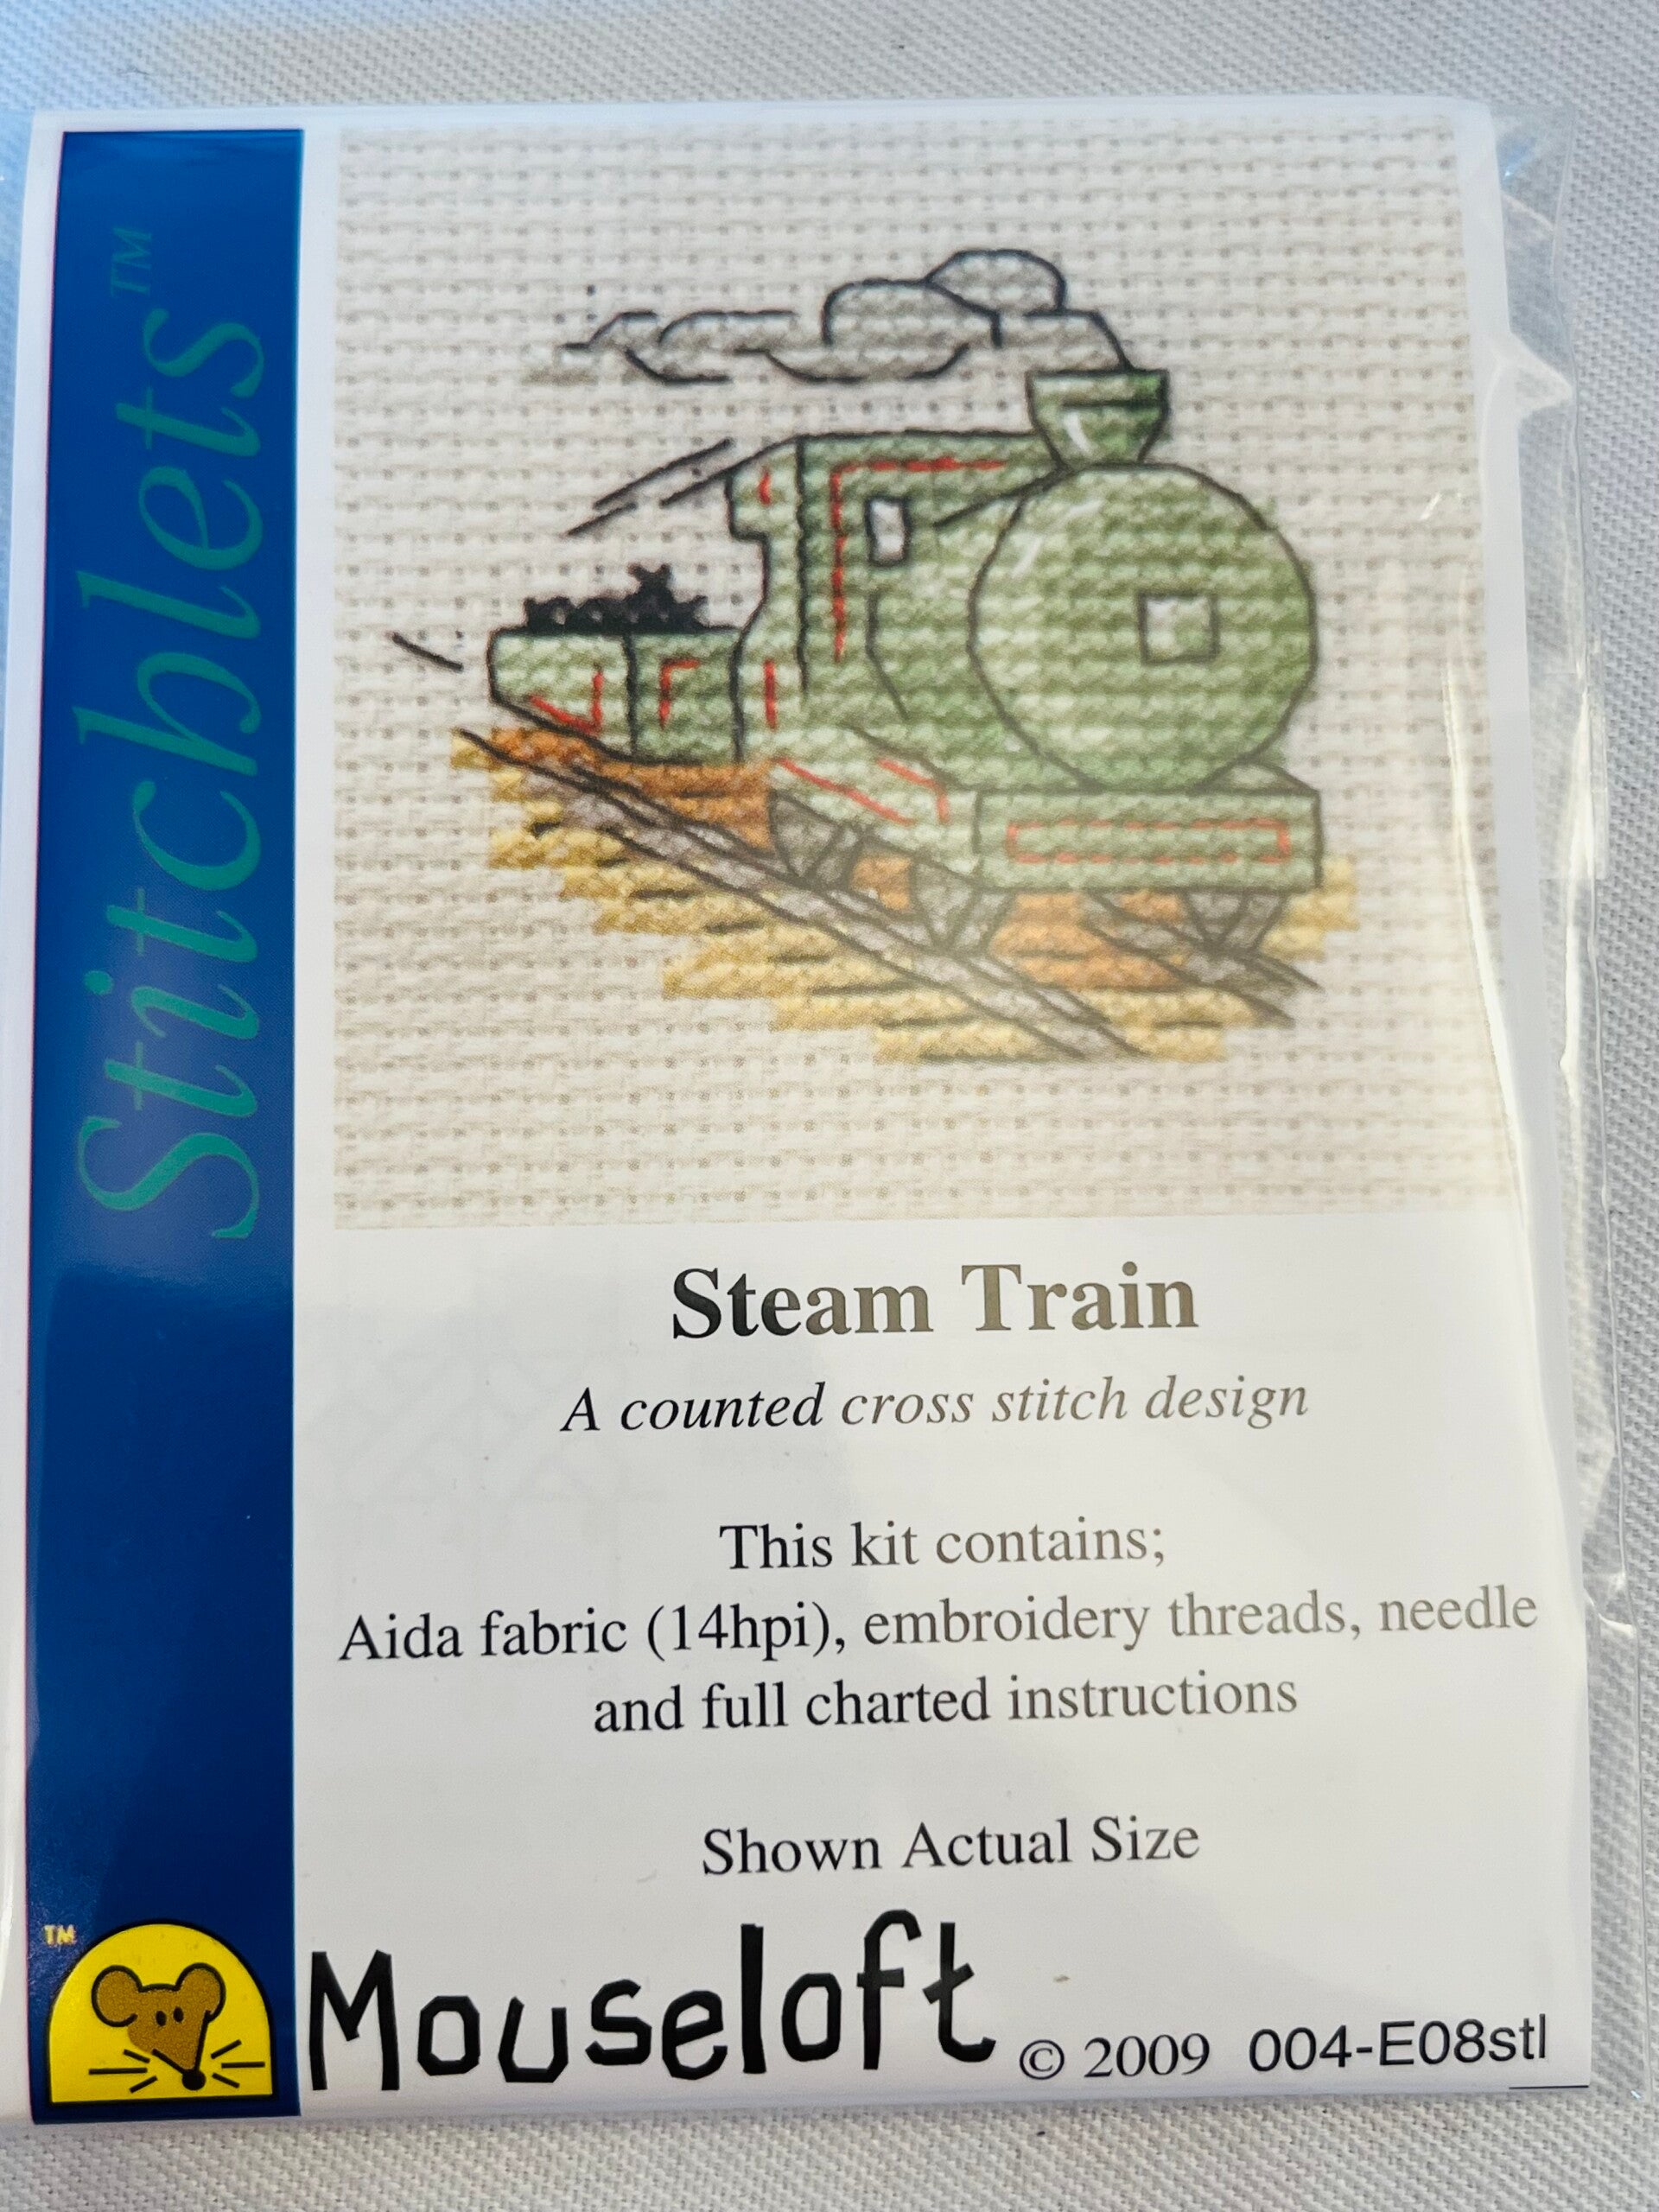 Stitchlets™
Steam Train
A counted cross stitch design
This kit contains;
Aida fabric (14hpi), embroidery threads, needle
and full charted instructions
Shown Actual Size
™
Mouseloft © 2009 004-E08stl